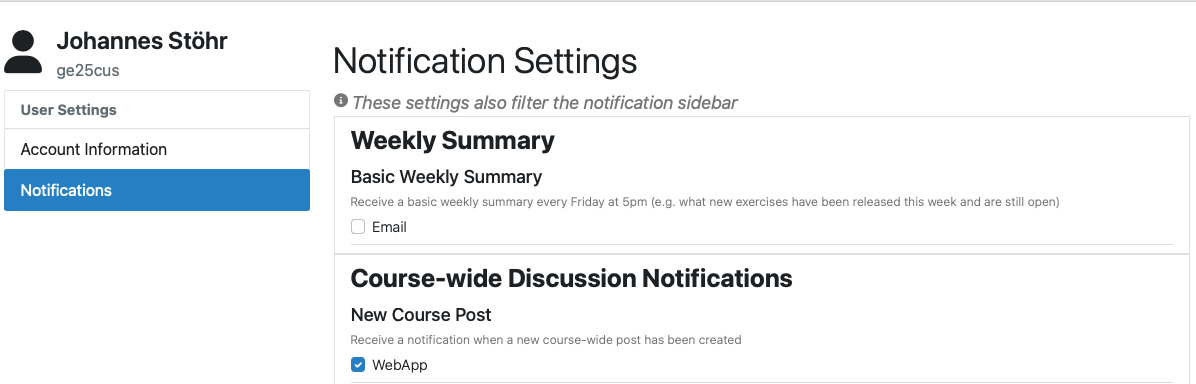 Johannes Stöhr
ge25cus
User Settings
Account Information
Notifications
Notification Settings
These settings also filter the notification sidebar
Weekly Summary
Basic Weekly Summary
Receive a basic weekly summary every Friday at 5pm (e.g. what new exercises have been released this week and are still open)
Email
Course-wide Discussion Notifications
New Course Post
Receive a notification when a new course-wide post has been created
WebApp